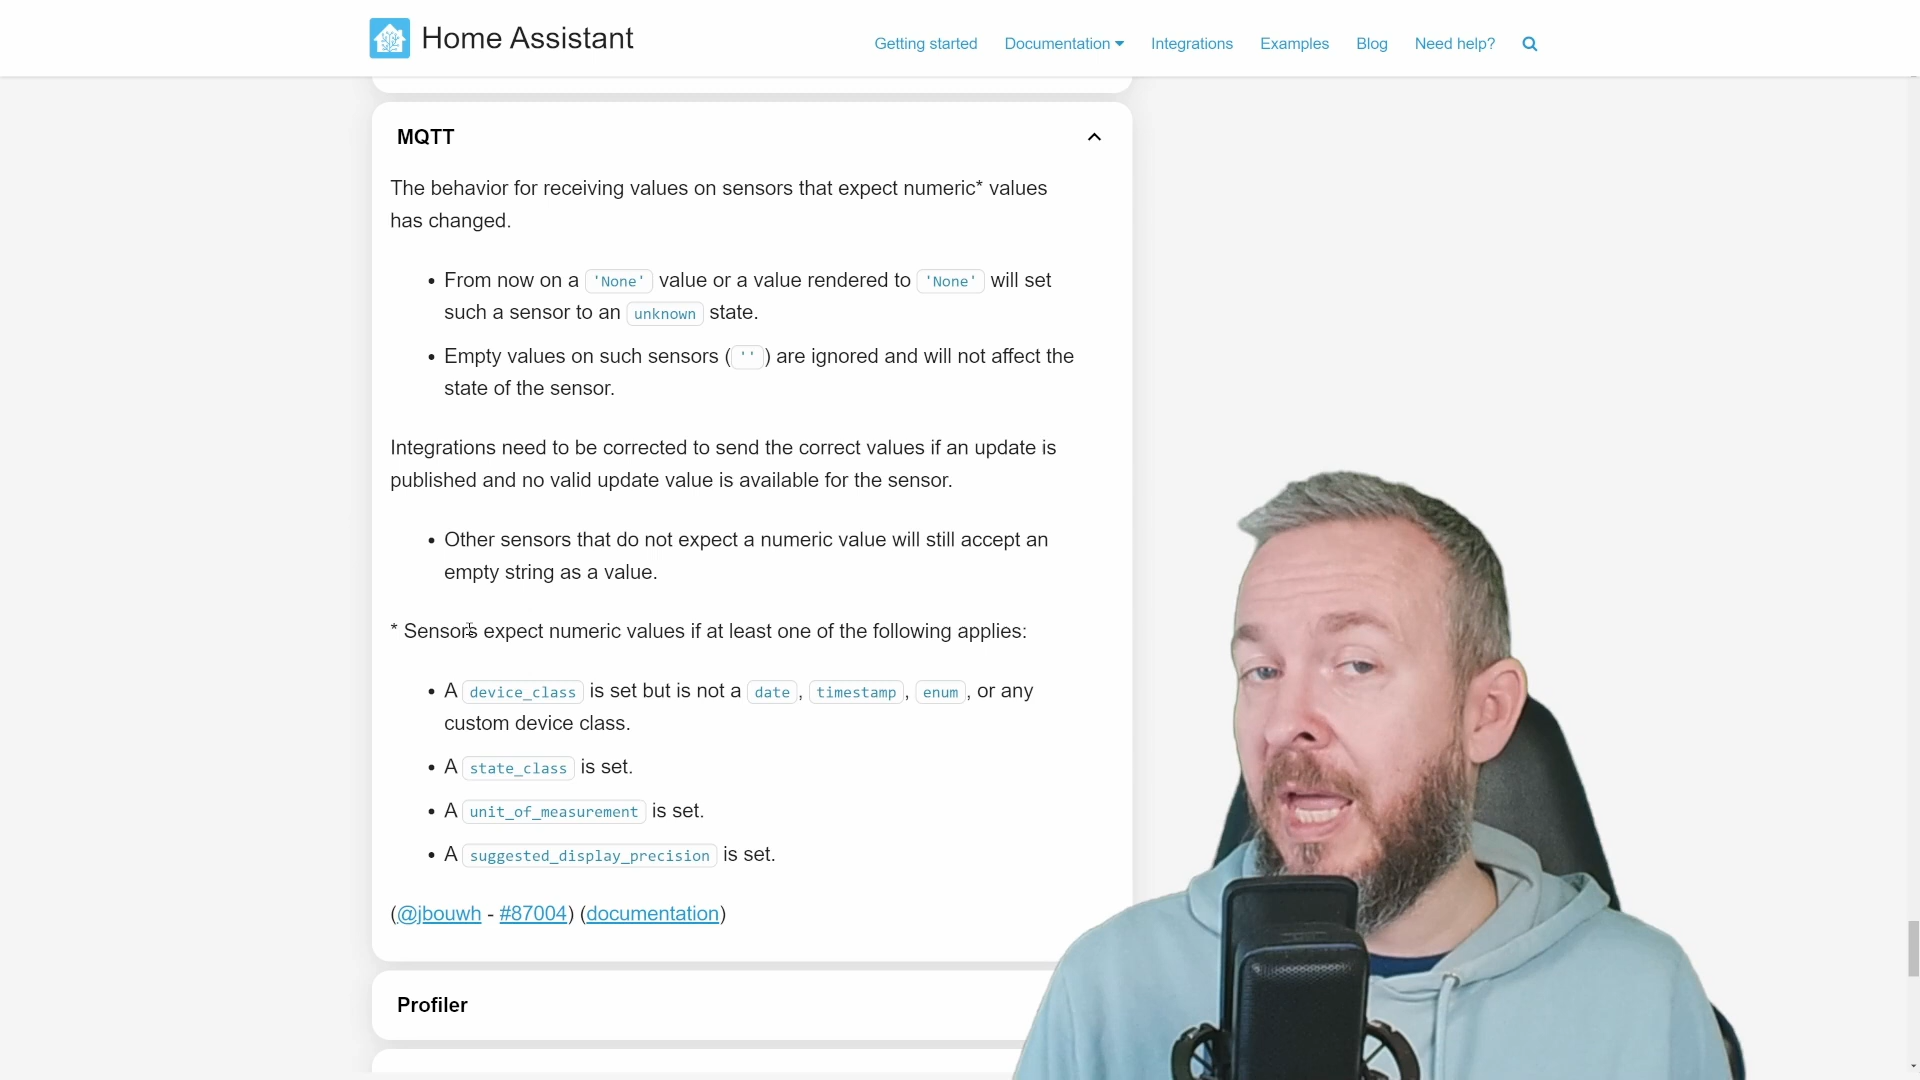 Home Assistant
Getting started Documentation Integrations Examples Blog Need help?
MQTT
The behavior for receiving values on sensors that expect numeric* values
has changed.
• From now on a 'None' value or a value rendered to 'None' will set
such a sensor to an unknown state.
• Empty values on such sensors ( '' ) are ignored and will not affect the
state of the sensor.
Integrations need to be corrected to send the correct values if an update is
published and no valid update value is available for the sensor.
• Other sensors that do not expect a numeric value will still accept an
empty string as a value.
* Sensors expect numeric values if at least one of the following applies:
• A device_class is set but is not a date , timestamp , enum , or any
custom device class.
• A state_class is set.
• A unit_of_measurement is set.
• A suggested_display_precision is set.
(@jbouwh - #87004) (documentation)
Profiler